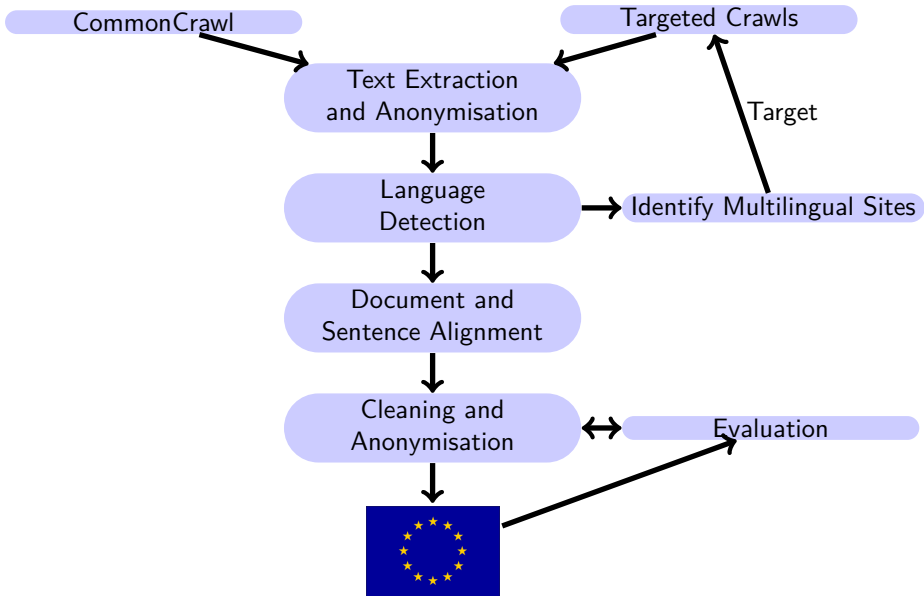 CommonCrawl
Targeted Crawls
Text Extraction
and Anonymisation
Target
Language
Detection
Identify Multilingual Sites
Document and
Sentence Alignment
Cleaning and
Anonymisation
Evaluation